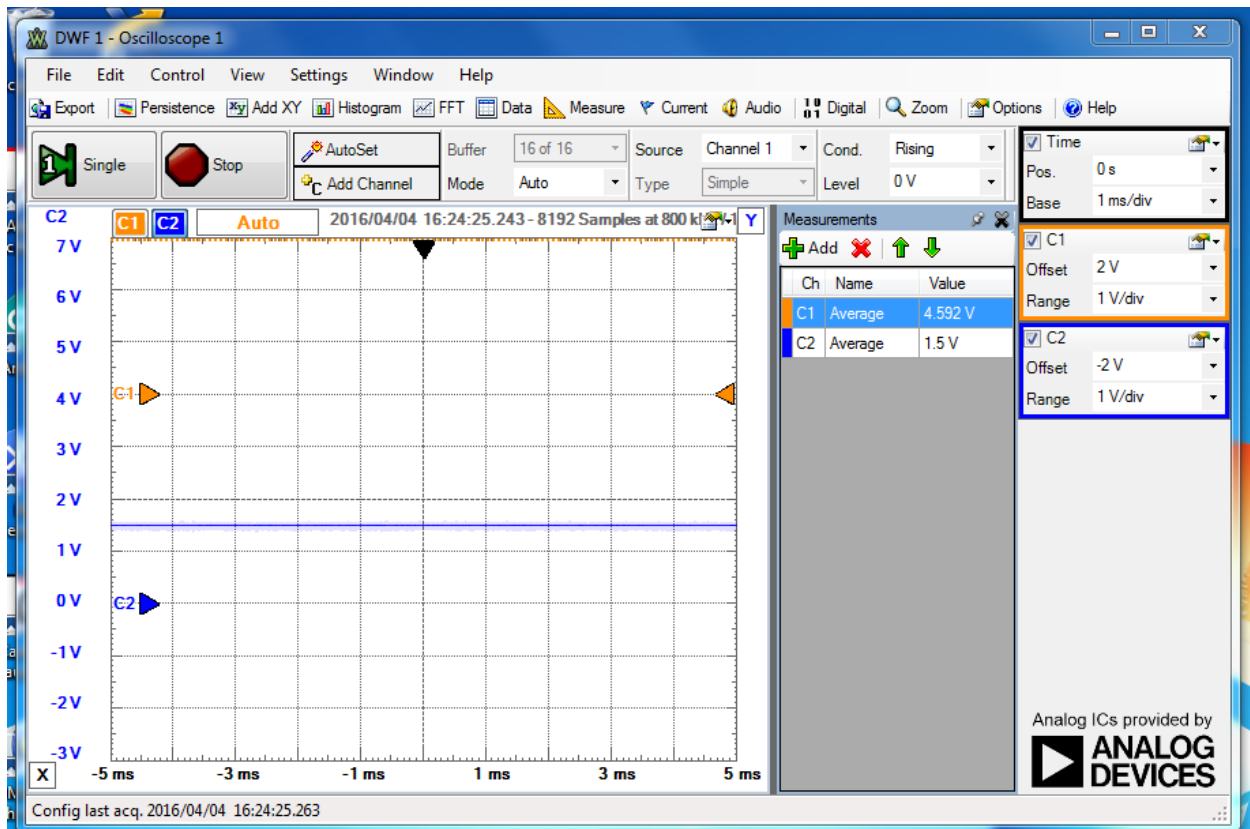 DWF 1 - Oscilloscope 1
File Edit Control View Settings Window Help
Export Persistence Add XY Histogram FFT Data Measure Current Audio Digital Zoom Options Help
Single Stop AutoSet Buffer 16 of 16 Source Channel 1 Cond. Rising
Add Channel Mode Auto Type Simple Level 0 V
Time
Pos. 0 s
Base 1 ms/div
C1
Offset 2 V
Range 1 V/div
C2
Offset -2 V
Range 1 V/div
C2 C1 C2 Auto 2016/04/04 16:24:25.243 - 8192 Samples at 800 Y
7 V
6 V
5 V
4 V
3 V
2 V
1 V
0 V
-1 V
-2 V
-3 V
C1
C2
X -5 ms -3 ms -1 ms 1 ms 3 ms 5 ms
Measurements
Add
Ch Name Value
C1 Average 4.592 V
C2 Average 1.5 V
Analog ICs provided by
ANALOG
DEVICES
Config last acq. 2016/04/04 16:24:25.263